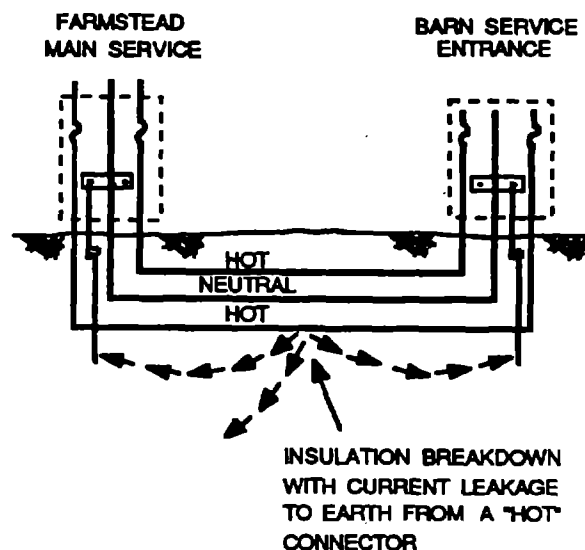 FARMSTEAD
MAIN SERVICE
BARN SERVICE
ENTRANCE
HOT
NEUTRAL
HOT
INSULATION BREAKDOWN
WITH CURRENT LEAKAGE
TO EARTH FROM A "HOT"
CONNECTOR